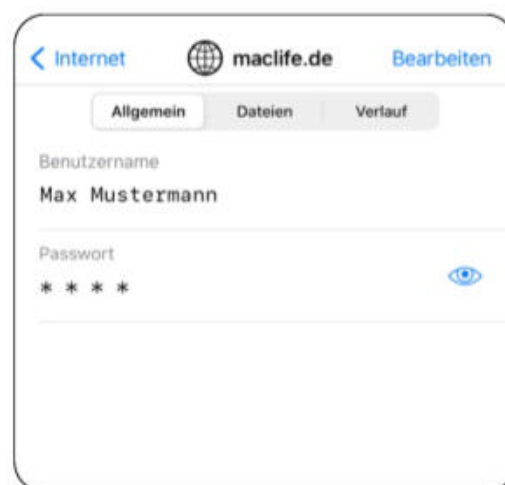 Internet maclife.de Bearbeiten
Allgemein Dateien Verlauf
Benutzername
Max Mustermann
Passwort
* * * *